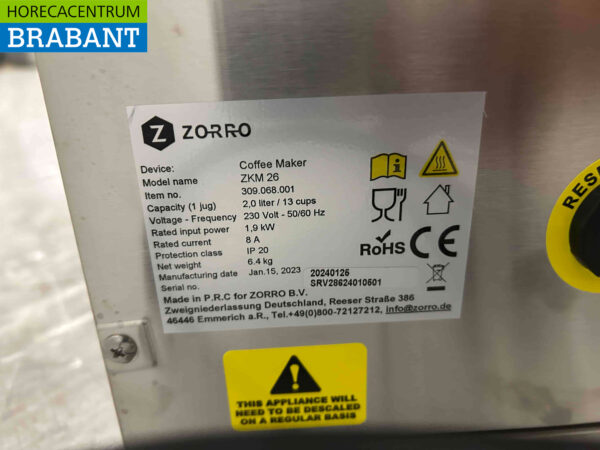 HORECACENTRUM
BRABANT
Z ZORRO
Device: Coffee Maker
Model name ZKM 26
Item no. 309.068.001
Capacity (1 jug) 2,0 liter / 13 cups
Voltage - Frequency 230 Volt - 50/60 Hz
Rated input power 1,9 kW
Rated current 8 A
Protection class IP 20
Net weight 6.4 kg
Manufacturing date Jan.15, 2023 20240126
Serial no. SRV28624010601
RoHS CE
Made in P.R.C for ZORRO B.V.
Zweigniederlassung Deutschland, Reeser Straße 386
46446 Emmerich a.R., Tel.+49(0)800-72127212, info@zorro.de
THIS APPLIANCE WILL
NEED TO BE DESCALED
ON A REGULAR BASIS!